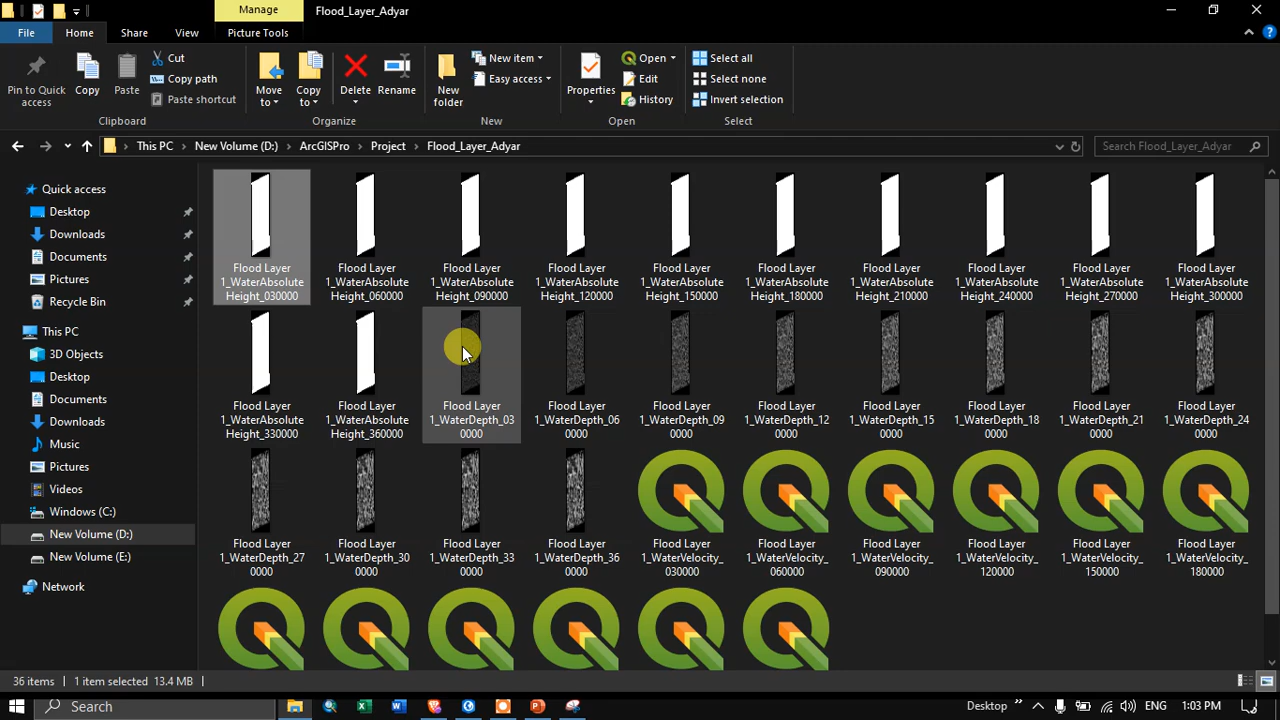 Manage
Flood_Layer_Adyar
File
Home
Share
View
Picture Tools
Pin to Quick
access
Copy
Paste
Cut
Copy path
Paste shortcut
Clipboard
Move
to
Copy
to
Delete
Rename
Organize
New
folder
New item
Easy access
New
Properties
Open
Edit
History
Open
Select all
Select none
Invert selection
Select
This PC
New Volume (D:)
ArcGISPro
Project
Flood_Layer_Adyar
Search Flood_Layer_Adyar
Quick access
Desktop
Downloads
Documents
Pictures
Recycle Bin
This PC
3D Objects
Desktop
Documents
Downloads
Music
Pictures
Videos
Windows (C:)
New Volume (D:)
New Volume (E:)
Network
Flood Layer
1_WaterAbsolute
Height_030000
Flood Layer
1_WaterAbsolute
Height_060000
Flood Layer
1_WaterAbsolute
Height_090000
Flood Layer
1_WaterAbsolute
Height_120000
Flood Layer
1_WaterAbsolute
Height_150000
Flood Layer
1_WaterAbsolute
Height_180000
Flood Layer
1_WaterAbsolute
Height_210000
Flood Layer
1_WaterAbsolute
Height_240000
Flood Layer
1_WaterAbsolute
Height_270000
Flood Layer
1_WaterAbsolute
Height_300000
Flood Layer
1_WaterAbsolute
Height_330000
Flood Layer
1_WaterAbsolute
Height_360000
Flood Layer
1_WaterDepth_03
0000
Flood Layer
1_WaterDepth_06
0000
Flood Layer
1_WaterDepth_09
0000
Flood Layer
1_WaterDepth_12
0000
Flood Layer
1_WaterDepth_15
0000
Flood Layer
1_WaterDepth_18
0000
Flood Layer
1_WaterDepth_21
0000
Flood Layer
1_WaterDepth_24
0000
Flood Layer
1_WaterDepth_27
0000
Flood Layer
1_WaterDepth_30
0000
Flood Layer
1_WaterDepth_33
0000
Flood Layer
1_WaterDepth_36
0000
Flood Layer
1_WaterVelocity_
030000
Flood Layer
1_WaterVelocity_
060000
Flood Layer
1_WaterVelocity_
090000
Flood Layer
1_WaterVelocity_
120000
Flood Layer
1_WaterVelocity_
150000
Flood Layer
1_WaterVelocity_
180000
36 items
1 item selected 13.4 MB
Search
Desktop
ENG
1:03 PM